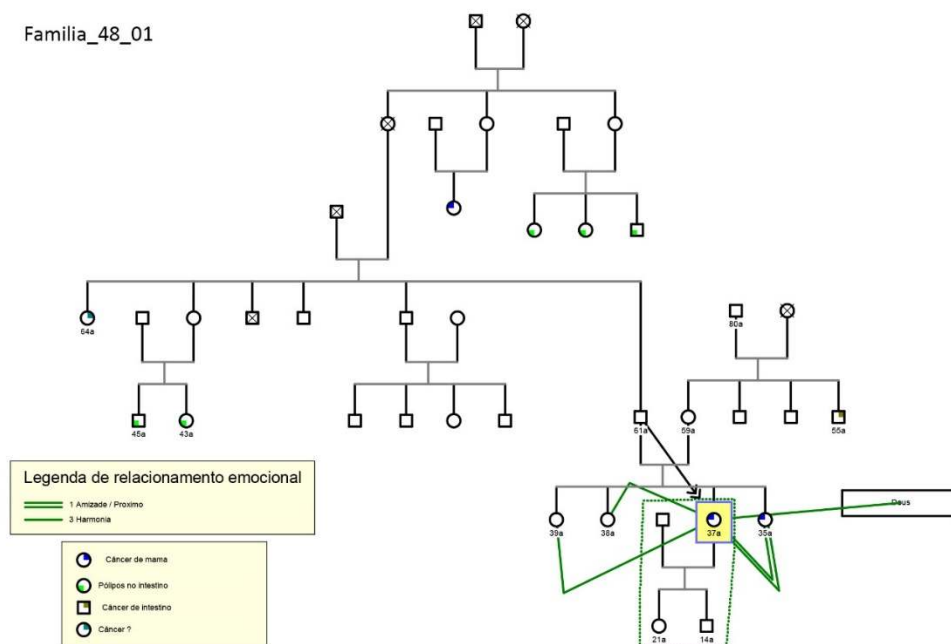 Familia_48_01
64a
80a
45a
43a
61a
59a
55a
Legenda de relacionamento emocional
1 Amizade / Proximo
3 Harmonia
Deus
39a
38a
37a
35a
Câncer de mama
Pólipos no intestino
Câncer de intestino
Câncer ?
21a
14a